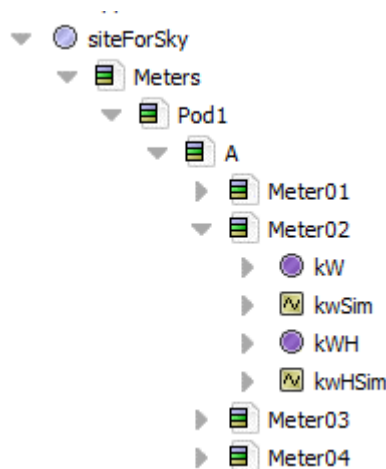 siteForSky
Meters
Pod1
A
Meter01
Meter02
kW
kwSim
kWH
kwHSim
Meter03
Meter04